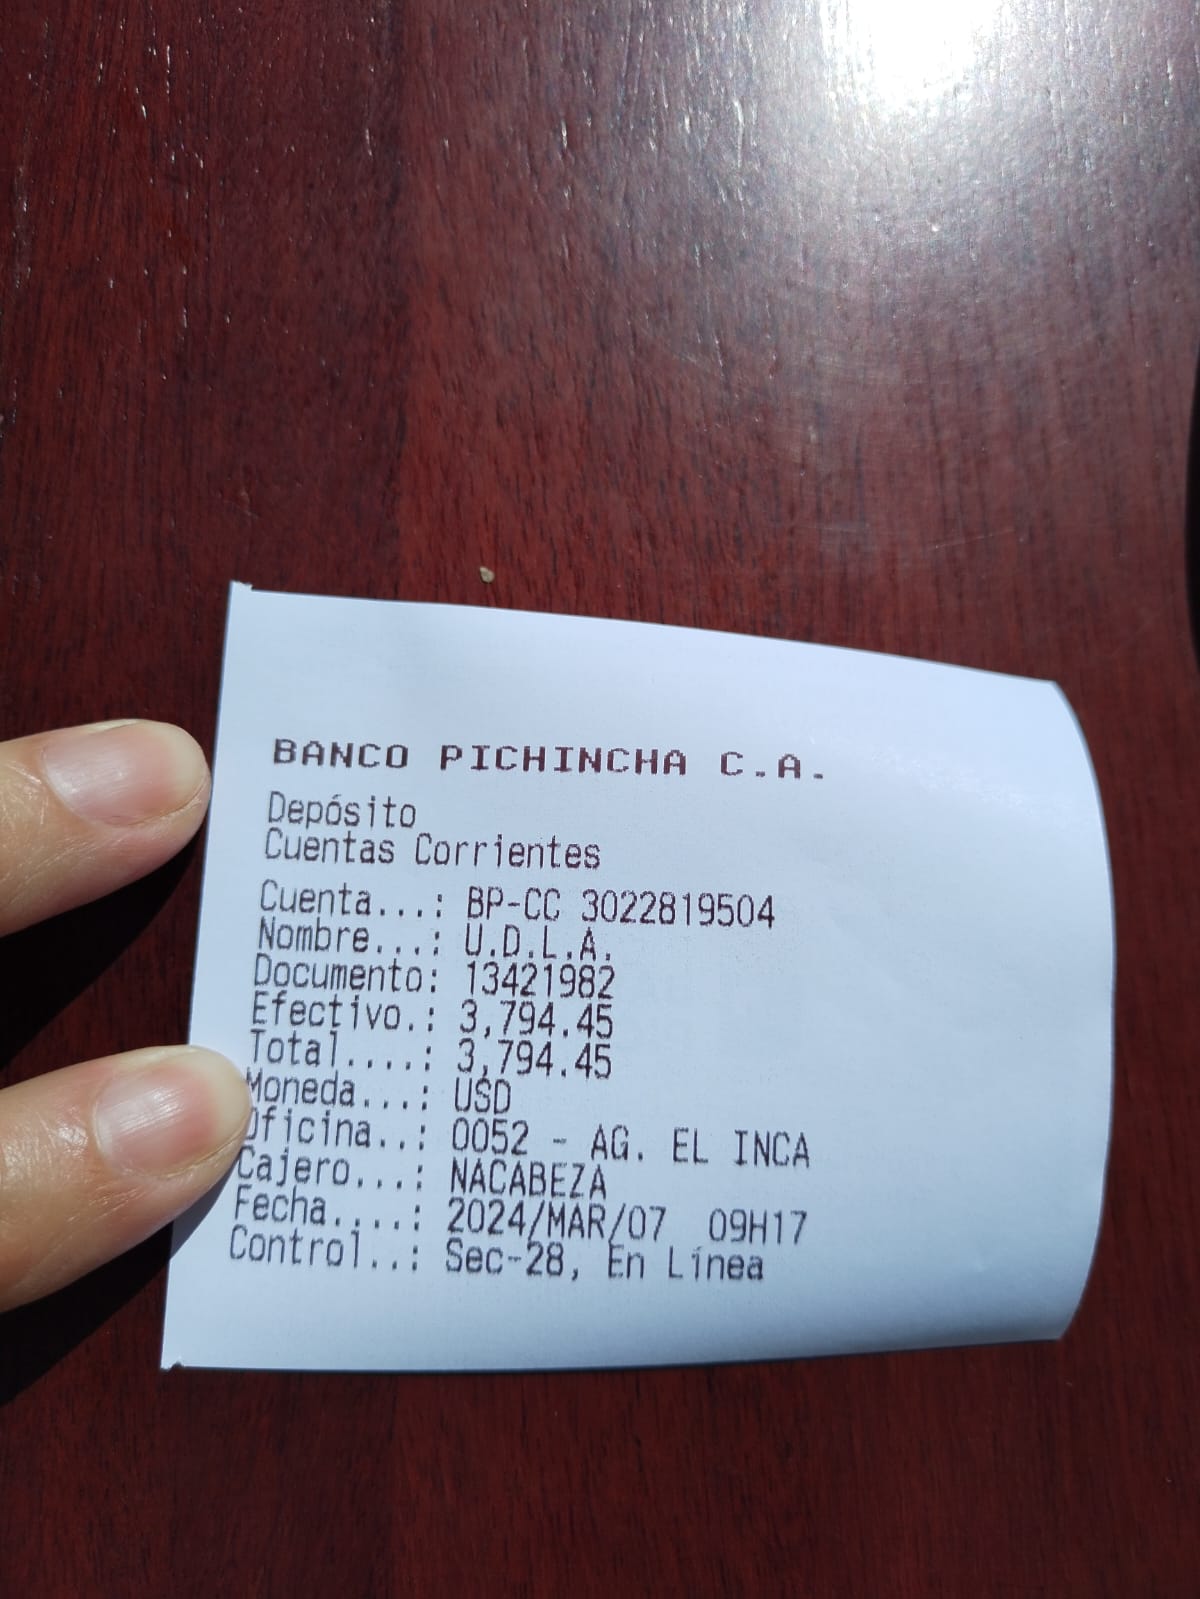 BANCO PICHINCHA C.A.
Depósito
Cuentas Corrientes
Cuenta...: BP-CC 3022819504
Nombre...: U.D.L.A.
Documento: 13421982
Efectivo.: 3,794.45
Total....: 3,794.45
Moneda...: USD
Oficina..: 0052 - AG. EL INCA
Cajero...: NACABEZA
Fecha....: 2024/MAR/07 09H17
Control..: Sec-28, En Línea